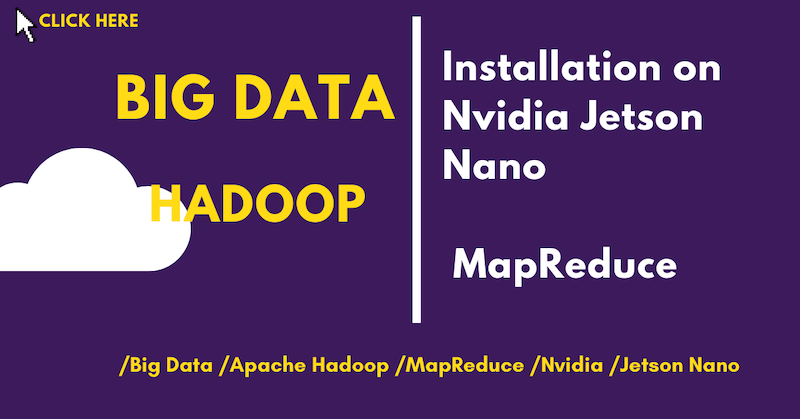 CLICK HERE
BIG DATA
HADOOP
Installation on
Nvidia Jetson
Nano
MapReduce
/Big Data /Apache Hadoop /MapReduce /Nvidia /Jetson Nano